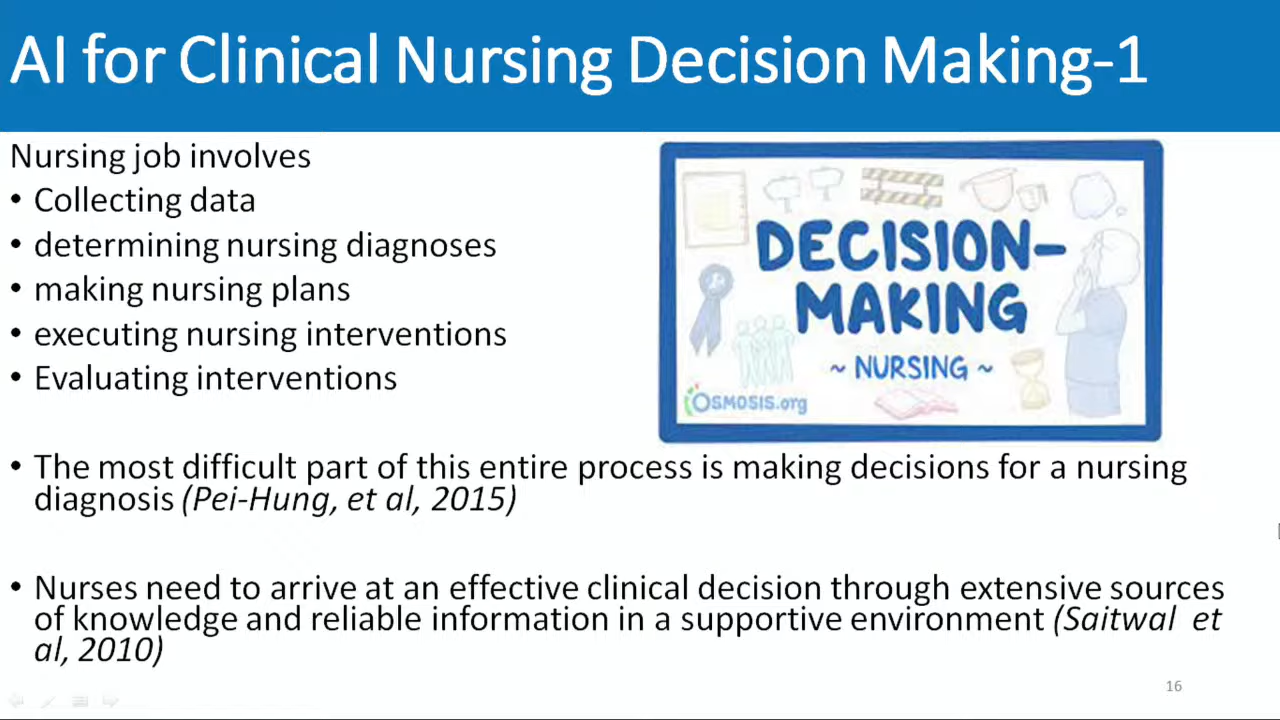 AI for Clinical Nursing Decision Making-1
Nursing job involves
• Collecting data
• determining nursing diagnoses
• making nursing plans
• executing nursing interventions
• Evaluating interventions
DECISION-
MAKING
~ NURSING ~
OSMOSIS.org
• The most difficult part of this entire process is making decisions for a nursing
diagnosis (Pei-Hung, et al, 2015)
• Nurses need to arrive at an effective clinical decision through extensive sources
of knowledge and reliable information in a supportive environment (Saitwal et
al, 2010)
16